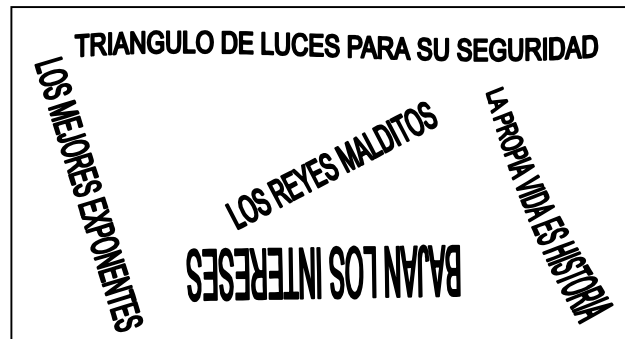 TRIANGULO DE LUCES PARA SU SEGURIDAD
LOS MEJORES EXPONENTES
LOS REYES MALDITOS
LA PROPIA VIDA ES HISTORIA
BAJAN LOS INTERESES